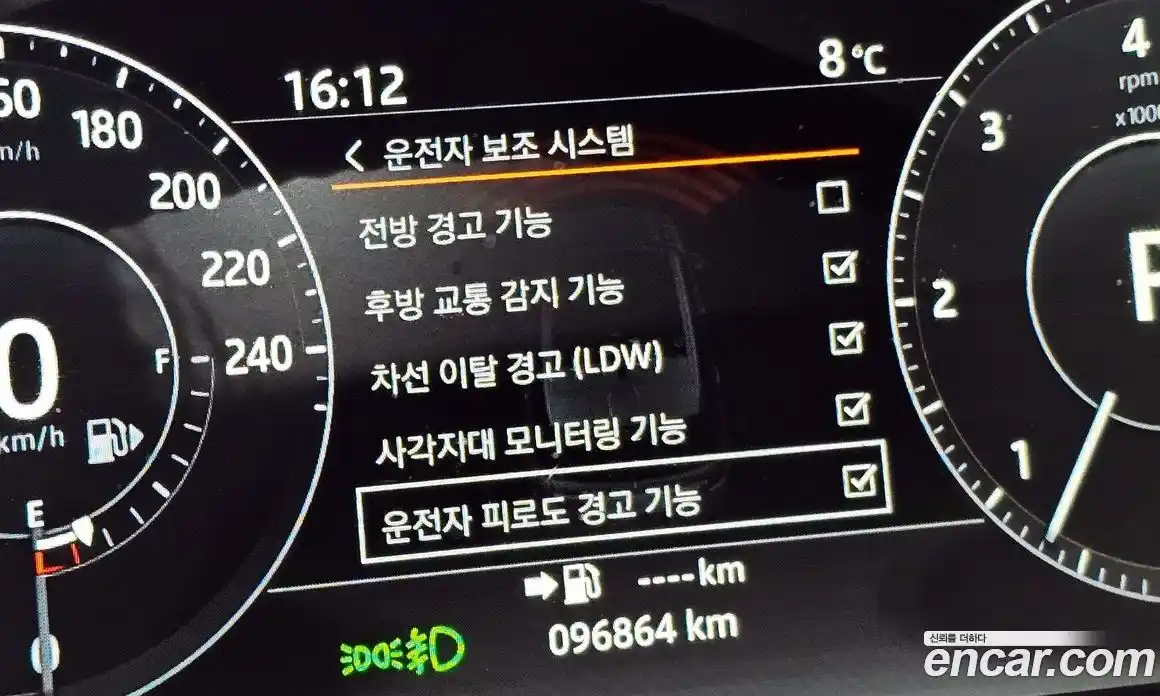 16:12
8°C
< 운전자 보조 시스템
전방 경고 기능
후방 교통 감지 기능
차선 이탈 경고 (LDW)
사각지대 모니터링 기능
운전자 피로도 경고 기능
----km
096864 km
180
200
220
240
F
0
km/h
E
0
4
rpm
3
2
1
신뢰를 더하다
encar.com